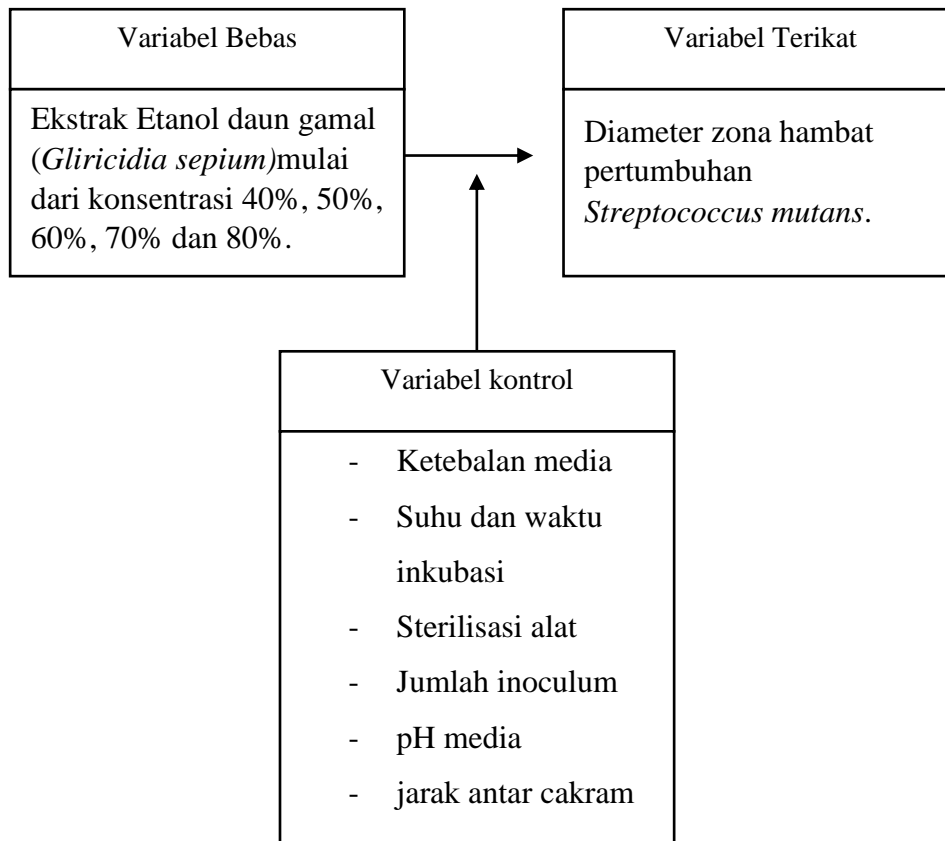 Variabel Bebas
Ekstrak Etanol daun gamal
(Gliricidia sepium)mulai
dari konsentrasi 40%, 50%,
60%, 70% dan 80%.
Variabel Terikat
Diameter zona hambat
pertumbuhan
Streptococcus mutans.
Variabel kontrol
- Ketebalan media
- Suhu dan waktu
inkubasi
- Sterilisasi alat
- Jumlah inoculum
- pH media
- jarak antar cakram